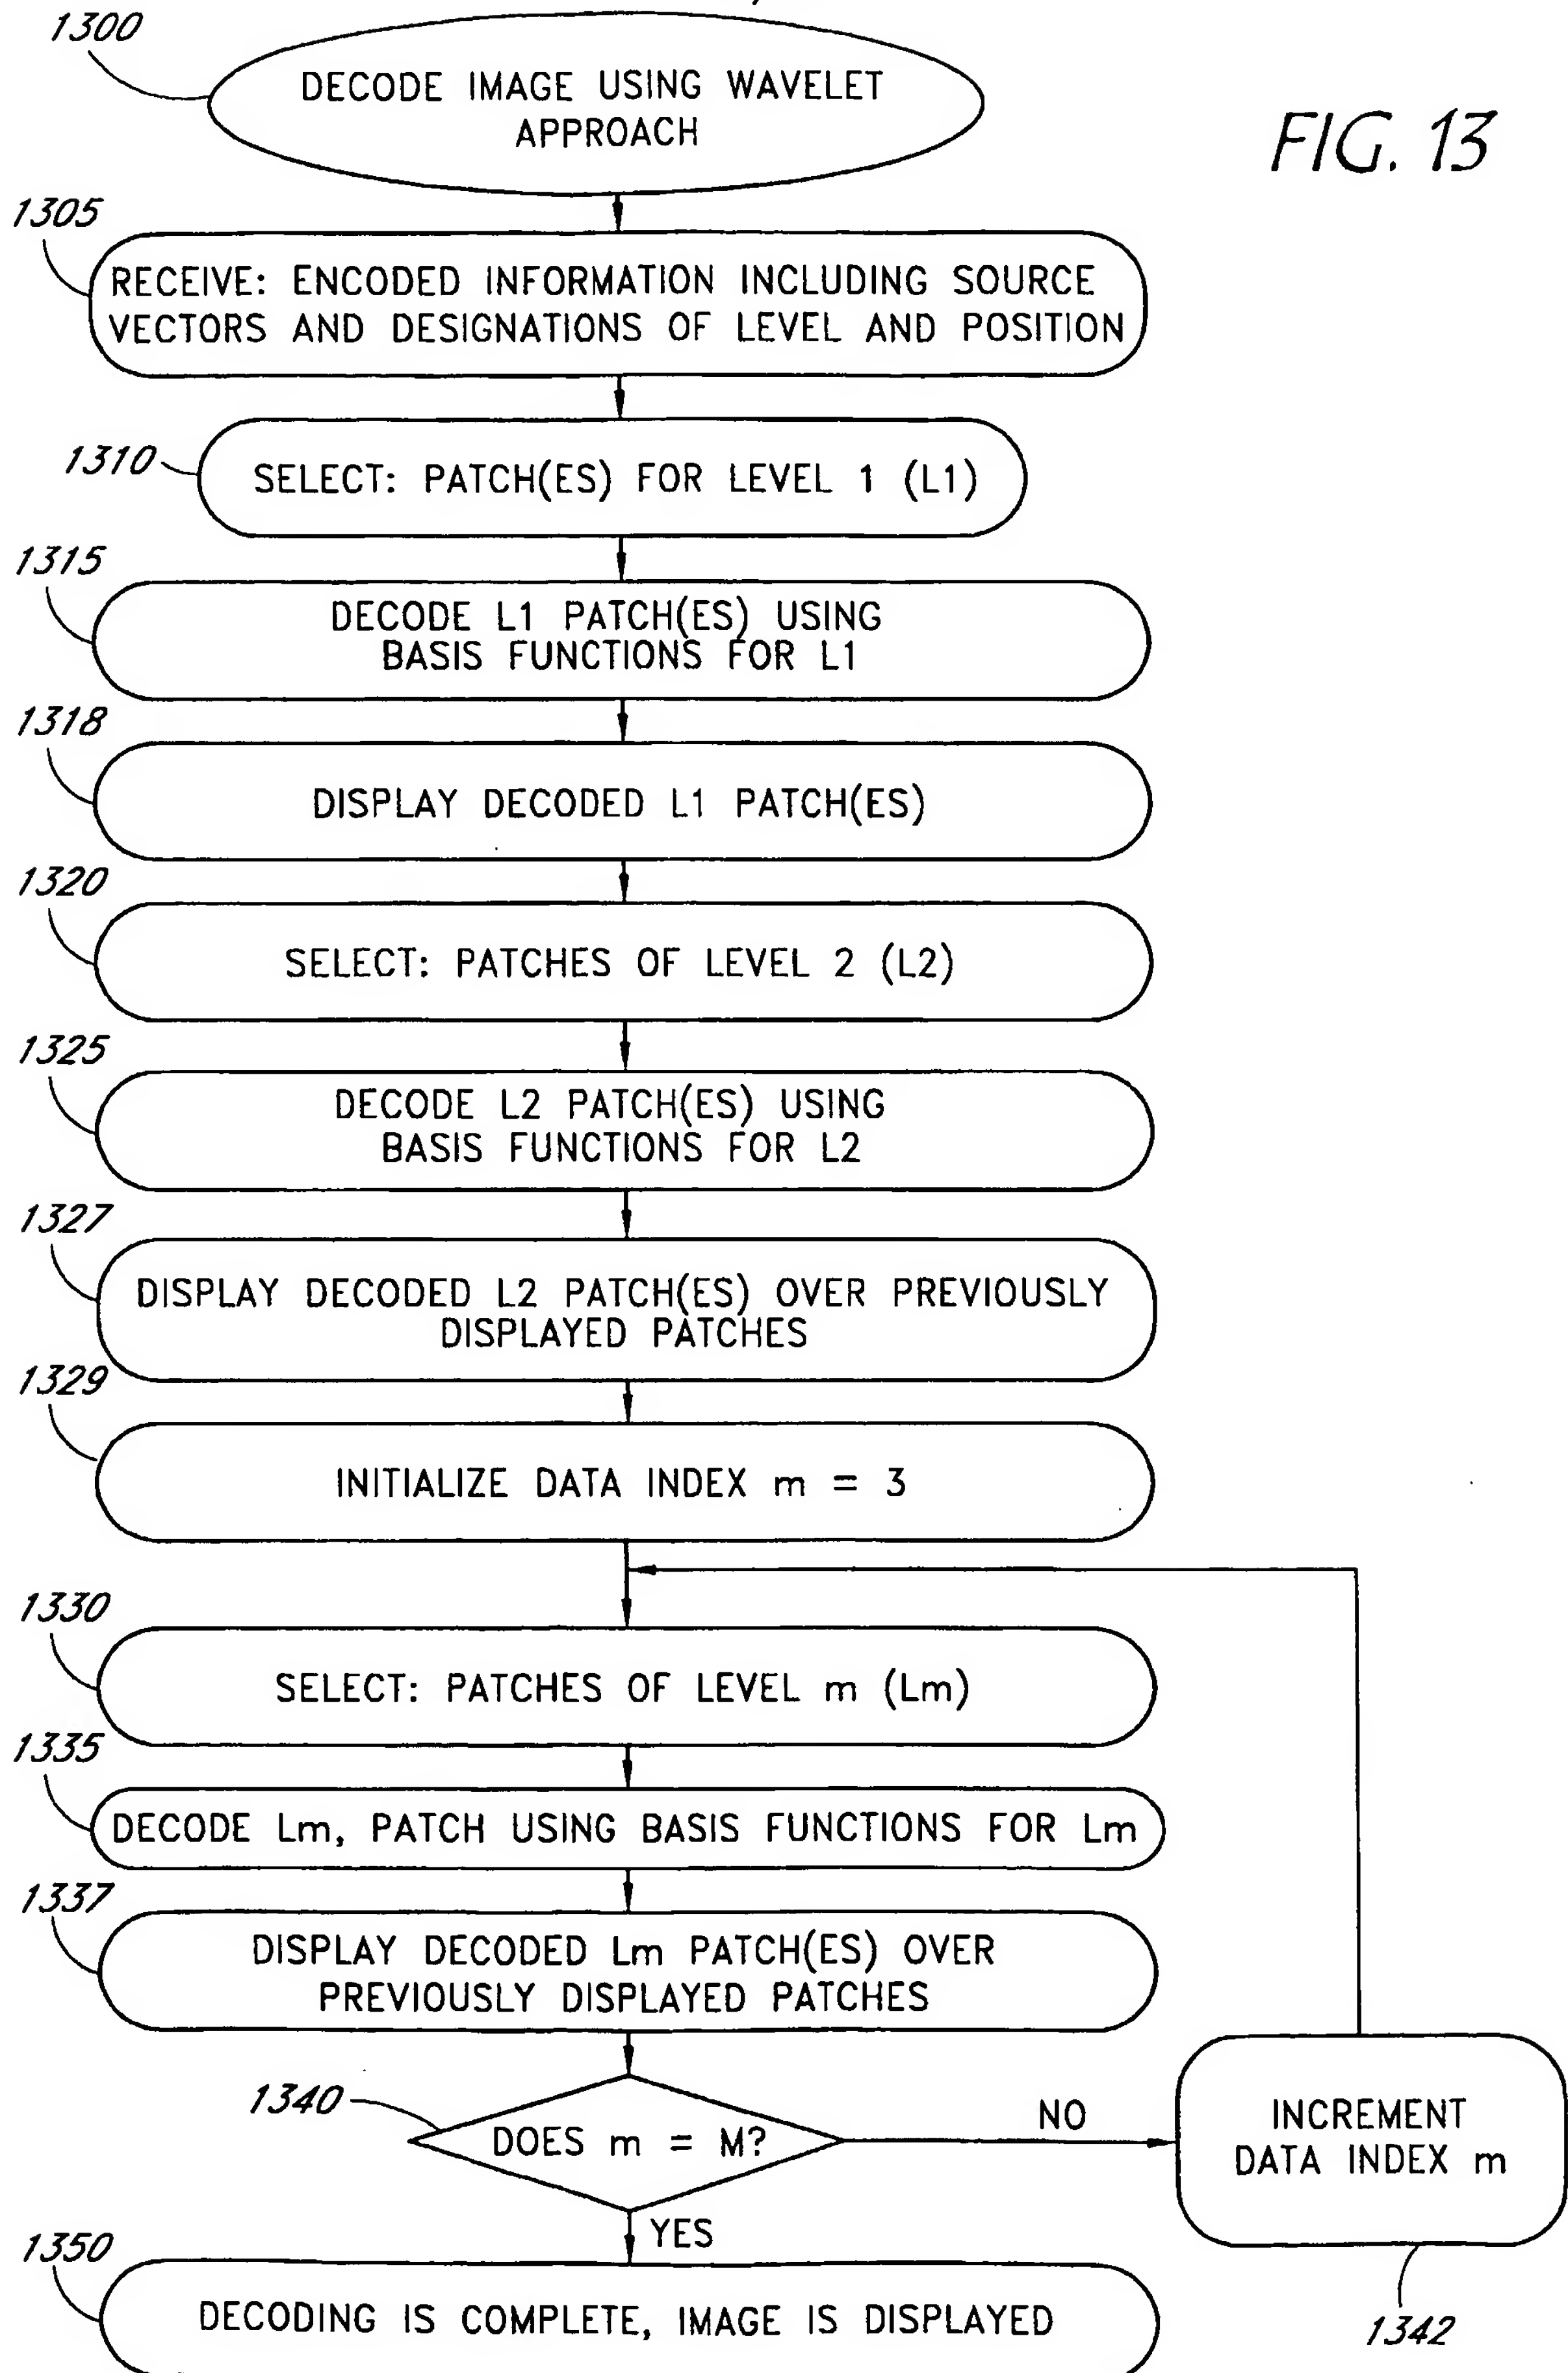 1300
DECODE IMAGE USING WAVELET
APPROACH
FIG. 13
1305
RECEIVE: ENCODED INFORMATION INCLUDING SOURCE
VECTORS AND DESIGNATIONS OF LEVEL AND POSITION
1310
SELECT: PATCH(ES) FOR LEVEL 1 (L1)
1315
DECODE L1 PATCH(ES) USING
BASIS FUNCTIONS FOR L1
1318
DISPLAY DECODED L1 PATCH(ES)
1320
SELECT: PATCHES OF LEVEL 2 (L2)
1325
DECODE L2 PATCH(ES) USING
BASIS FUNCTIONS FOR L2
1327
DISPLAY DECODED L2 PATCH(ES) OVER PREVIOUSLY
DISPLAYED PATCHES
1329
INITIALIZE DATA INDEX m = 3
1330
SELECT: PATCHES OF LEVEL m (Lm)
1335
DECODE Lm, PATCH USING BASIS FUNCTIONS FOR Lm
1337
DISPLAY DECODED Lm PATCH(ES) OVER
PREVIOUSLY DISPLAYED PATCHES
1340
DOES m = M?
NO
INCREMENT
DATA INDEX m
1342
YES
1350
DECODING IS COMPLETE, IMAGE IS DISPLAYED